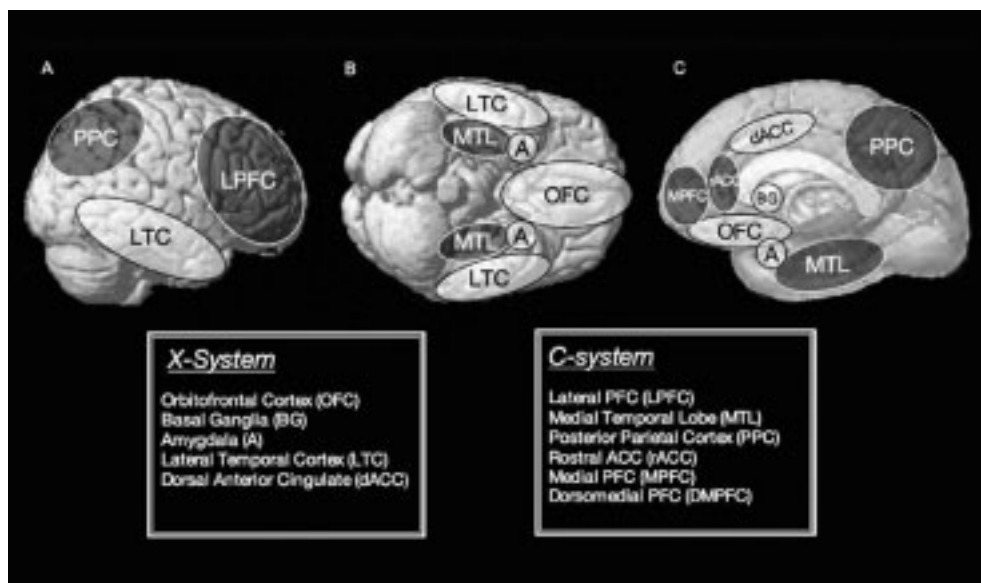 A
B
C
PPC
LPFC
LTC
LTC
MTL
A
OFC
MTL
A
LTC
dACC
PPC
rACC
MPFC
BG
OFC
A
MTL
X-System
Orbitofrontal Cortex (OFC)
Basal Ganglia (BG)
Amygdala (A)
Lateral Temporal Cortex (LTC)
Dorsal Anterior Cingulate (dACC)
C-system
Lateral PFC (LPFC)
Medial Temporal Lobe (MTL)
Posterior Parietal Cortex (PPC)
Rostral ACC (rACC)
Medial PFC (MPFC)
Dorsomedial PFC (DMPFC)